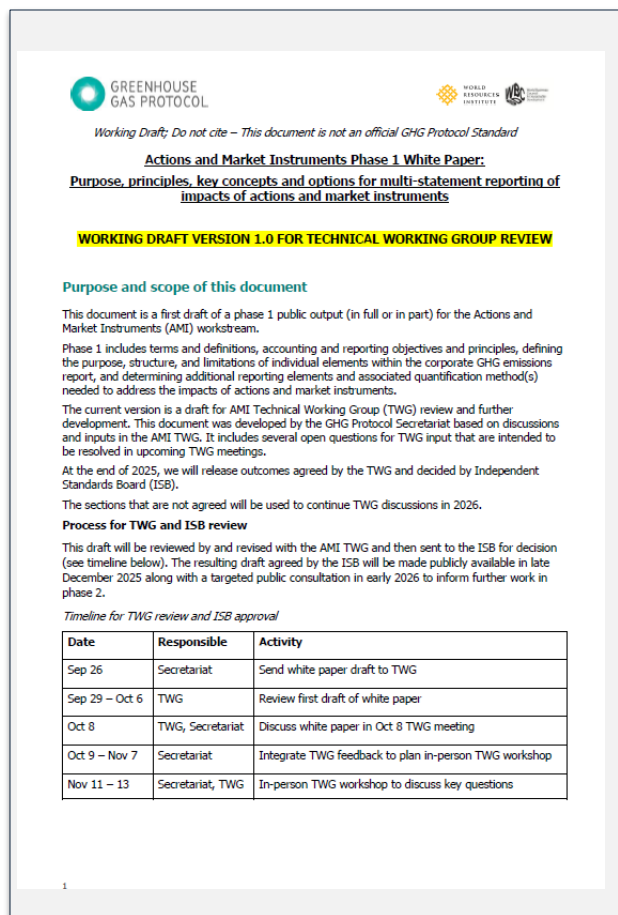 GREENHOUSE
GAS PROTOCOL
WORLD
RESOURCES
INSTITUTE
Working Draft; Do not cite – This document is not an official GHG Protocol Standard
Actions and Market Instruments Phase 1 White Paper:
Purpose, principles, key concepts and options for multi-statement reporting of
impacts of actions and market instruments
WORKING DRAFT VERSION 1.0 FOR TECHNICAL WORKING GROUP REVIEW
Purpose and scope of this document
This document is a first draft of a phase 1 public output (in full or in part) for the Actions and
Market Instruments (AMI) workstream.
Phase 1 includes terms and definitions, accounting and reporting objectives and principles, defining
the purpose, structure, and limitations of individual elements within the corporate GHG emissions
report, and determining additional reporting elements and associated quantification method(s)
needed to address the impacts of actions and market instruments.
The current version is a draft for AMI Technical Working Group (TWG) review and further
development. This document was developed by the GHG Protocol Secretariat based on discussions
and inputs in the AMI TWG. It includes several open questions for TWG input that are intended to
be resolved in upcoming TWG meetings.
At the end of 2025, we will release outcomes agreed by the TWG and decided by Independent
Standards Board (ISB).
The sections that are not agreed will be used to continue TWG discussions in 2026.
Process for TWG and ISB review
This draft will be reviewed by and revised with the AMI TWG and then sent to the ISB for decision
(see timeline below). The resulting draft agreed by the ISB will be made publicly available in late
December 2025 along with a targeted public consultation in early 2026 to inform further work in
phase 2.
Timeline for TWG review and ISB approval
Date Responsible Activity
Sep 26 Secretariat Send white paper draft to TWG
Sep 29 – Oct 6 TWG Review first draft of white paper
Oct 8 TWG, Secretariat Discuss white paper in Oct 8 TWG meeting
Oct 9 – Nov 7 Secretariat Integrate TWG feedback to plan in-person TWG workshop
Nov 11 – 13 Secretariat, TWG In-person TWG workshop to discuss key questions
1